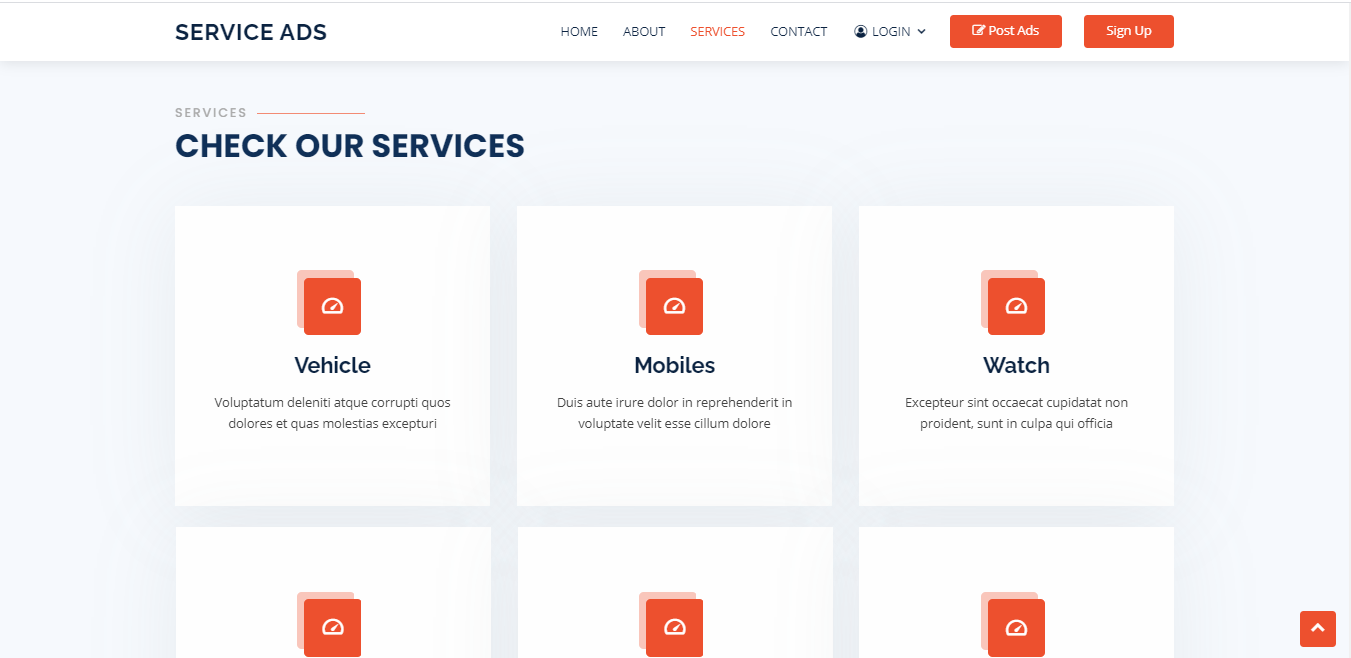 SERVICE ADS
HOME ABOUT SERVICES CONTACT LOGIN Post Ads Sign Up
SERVICES
CHECK OUR SERVICES
Vehicle
Voluptatum deleniti atque corrupti quos
dolores et quas molestias excepturi
Mobiles
Duis aute irure dolor in reprehenderit in
voluptate velit esse cillum dolore
Watch
Excepteur sint occaecat cupidatat non
proident, sunt in culpa qui officia